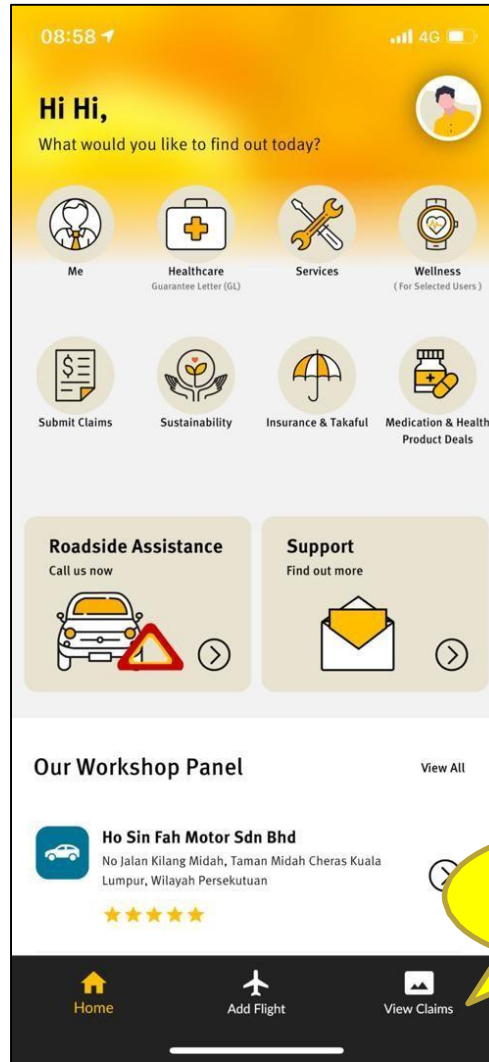 08:58
4G
Hi Hi,
What would you like to find out today?
Me
Healthcare
Guarantee Letter (GL)
Services
Wellness
( For Selected Users )
$
Submit Claims
Sustainability
Insurance & Takaful
Medication & Health
Product Deals
Roadside Assistance
Call us now
Support
Find out more
Our Workshop Panel
View All
Ho Sin Fah Motor Sdn Bhd
No Jalan Kilang Midah, Taman Midah Cheras Kuala
Lumpur, Wilayah Persekutuan
Home
Add Flight
View Claims